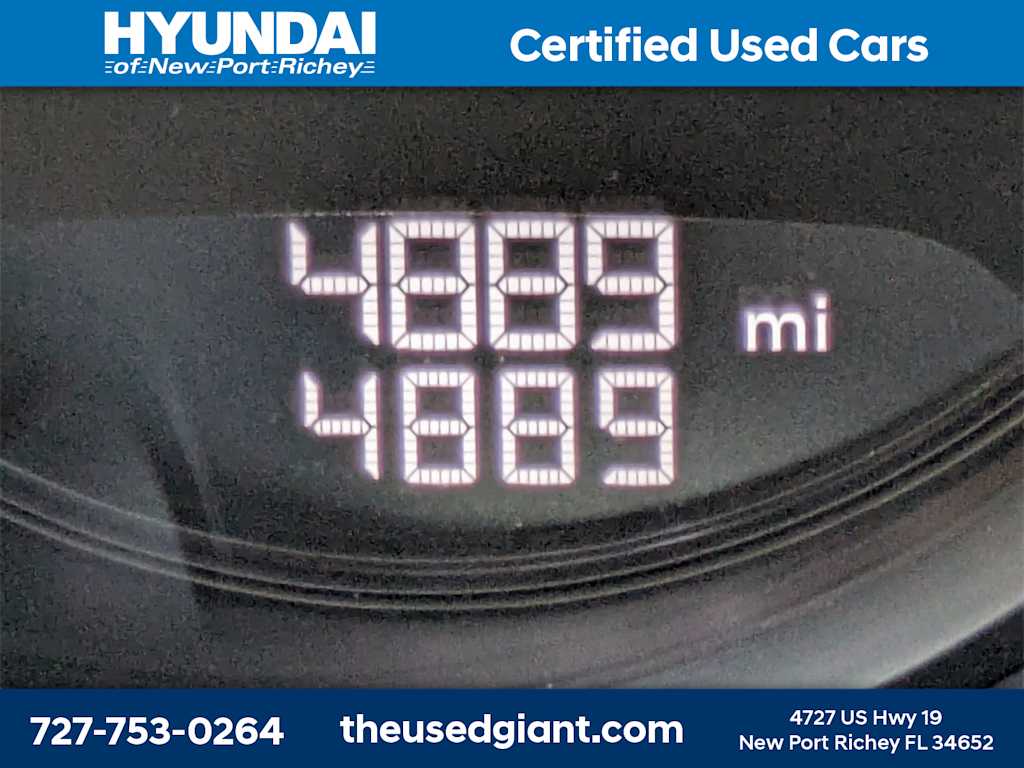 HYUNDAI
of New Port Richey
Certified Used Cars
4889
mi
4889
727-753-0264
theusedgiant.com
4727 US Hwy 19
New Port Richey FL 34652